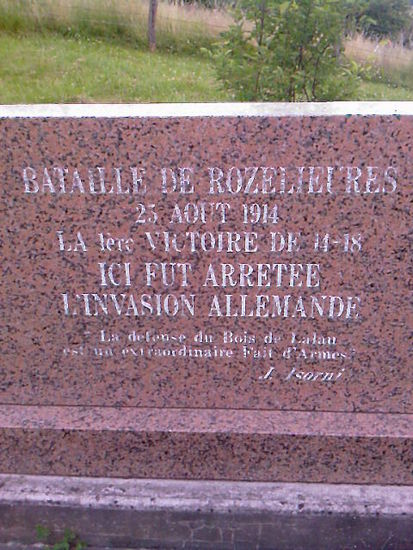 BATAILLE DE ROZELIEURES
25 AOUT 1914
LA 1erc VICTOIRE DE 14-18
ICI FUT ARRETEE
L'INVASION ALLEMANDE
" La defense du Bois de Lalau
est un extraordinaire Fait d'Armes"
J. Isorni